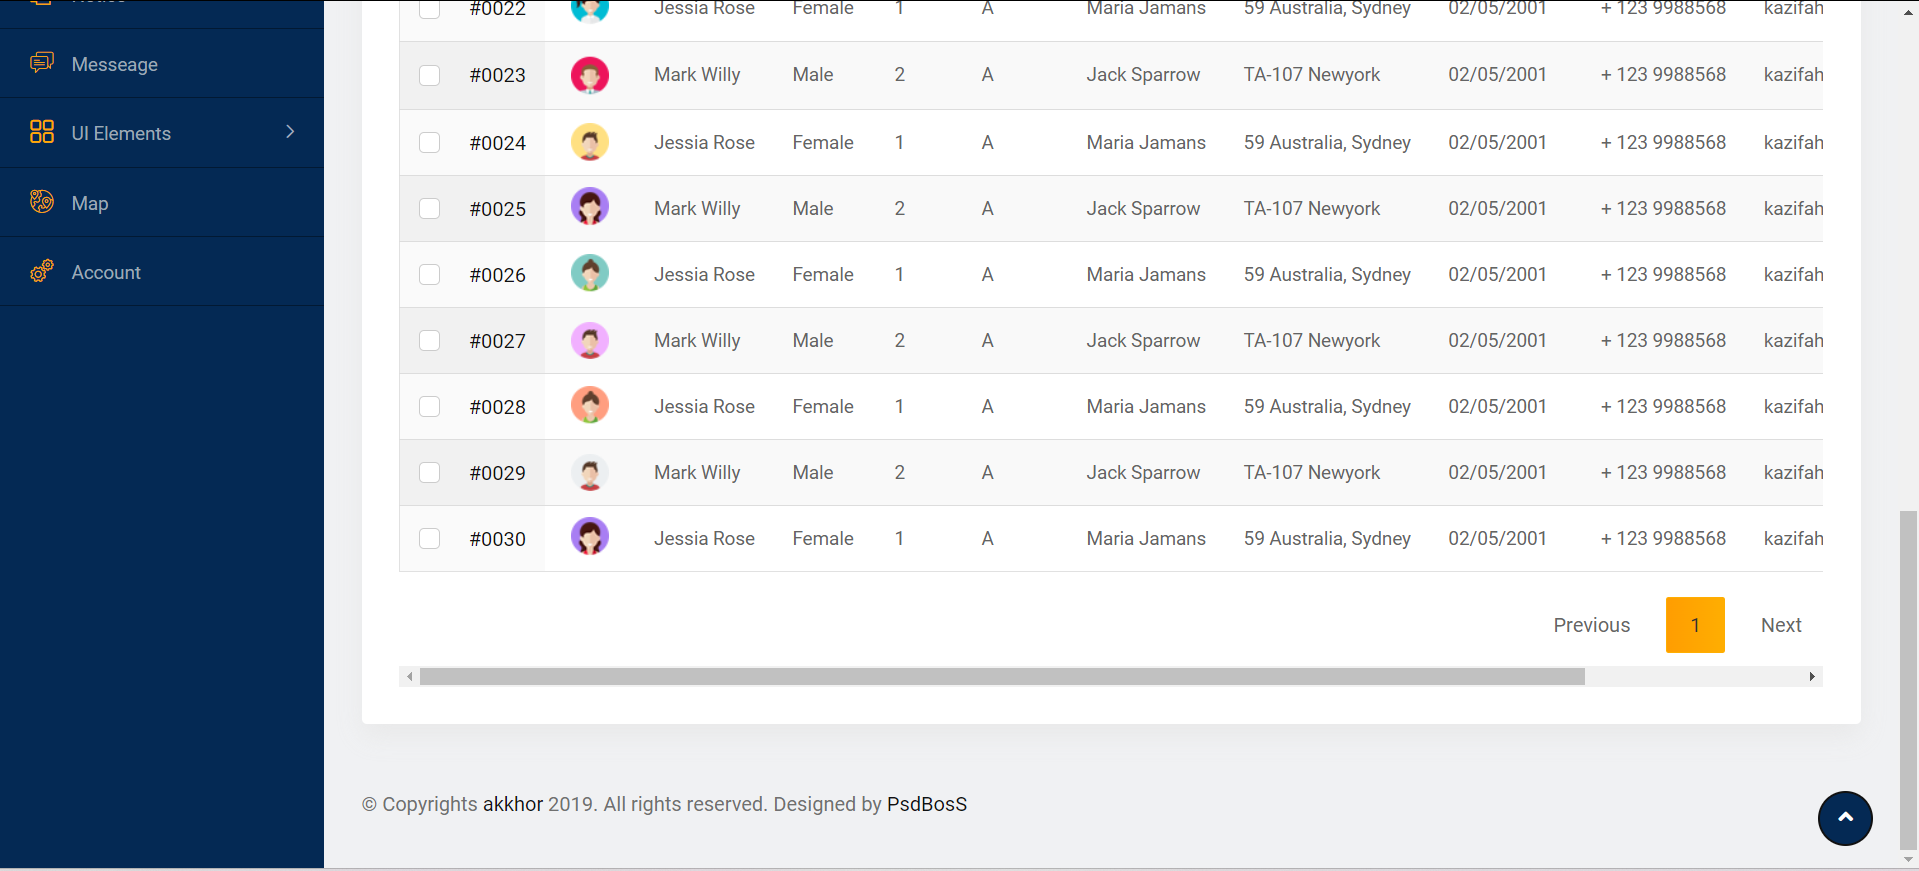 #0022 Jessia Rose Female 1 A Maria Jamans 59 Australia, Sydney 02/05/2001 + 123 9988568 kazifah
Messeage
#0023 Mark Willy Male 2 A Jack Sparrow TA-107 Newyork 02/05/2001 + 123 9988568 kazifah
UI Elements
#0024 Jessia Rose Female 1 A Maria Jamans 59 Australia, Sydney 02/05/2001 + 123 9988568 kazifah
Map
#0025 Mark Willy Male 2 A Jack Sparrow TA-107 Newyork 02/05/2001 + 123 9988568 kazifah
Account
#0026 Jessia Rose Female 1 A Maria Jamans 59 Australia, Sydney 02/05/2001 + 123 9988568 kazifah
#0027 Mark Willy Male 2 A Jack Sparrow TA-107 Newyork 02/05/2001 + 123 9988568 kazifah
#0028 Jessia Rose Female 1 A Maria Jamans 59 Australia, Sydney 02/05/2001 + 123 9988568 kazifah
#0029 Mark Willy Male 2 A Jack Sparrow TA-107 Newyork 02/05/2001 + 123 9988568 kazifah
#0030 Jessia Rose Female 1 A Maria Jamans 59 Australia, Sydney 02/05/2001 + 123 9988568 kazifah
Previous 1 Next
© Copyrights akkhor 2019. All rights reserved. Designed by PsdBosS